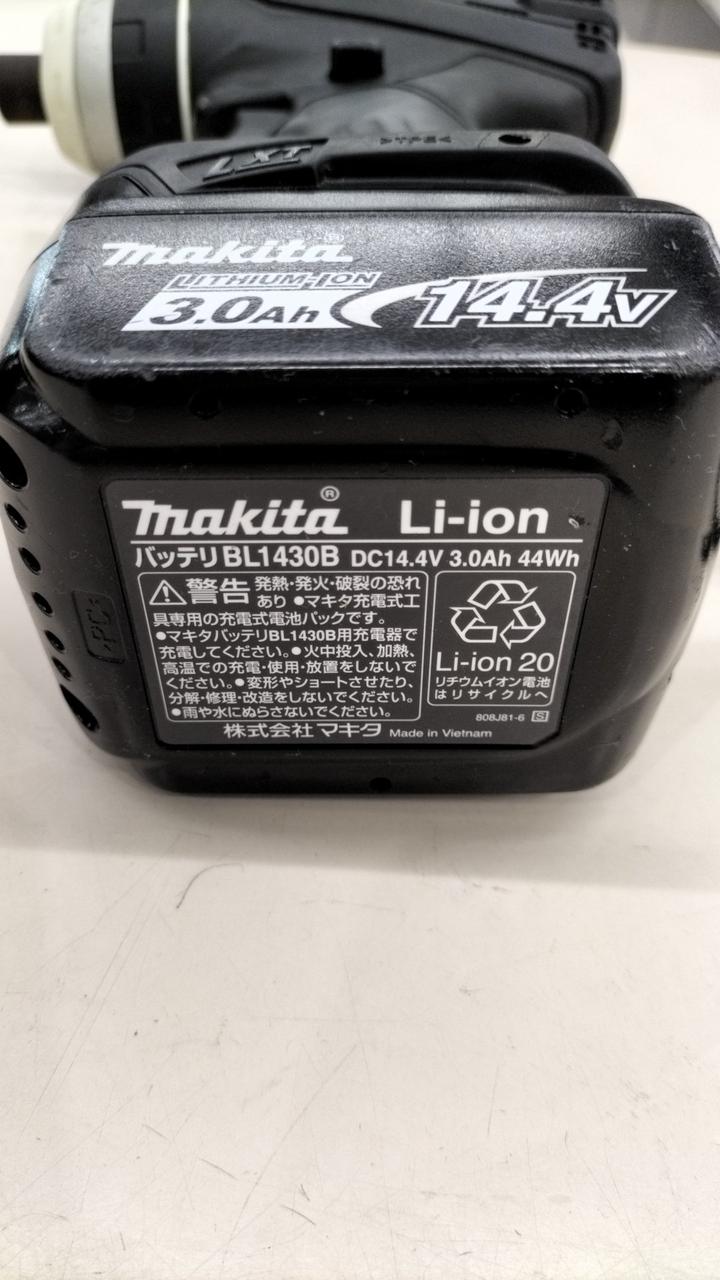 LXT
makita
LITHIUM-ION
3.0Ah 14.4V
makita® Li-ion
バッテリBL1430B DC14.4V 3.0Ah 44Wh
警告 発熱・発火・破裂の恐れ
あり ●マキタ充電式工
具専用の充電式電池パックです。
●マキタバッテリBL1430B用充電器で
充電してください。●火中投入、加熱、
高温での充電・使用・放置をしないで
ください。●変形やショートさせたり、
分解・修理・改造をしないでください。
●雨や水にぬらさないでください。
Li-ion 20
リチウムイオン電池
はリサイクルへ
808J81-6 S
株式会社 マキタ Made in Vietnam
>PC<